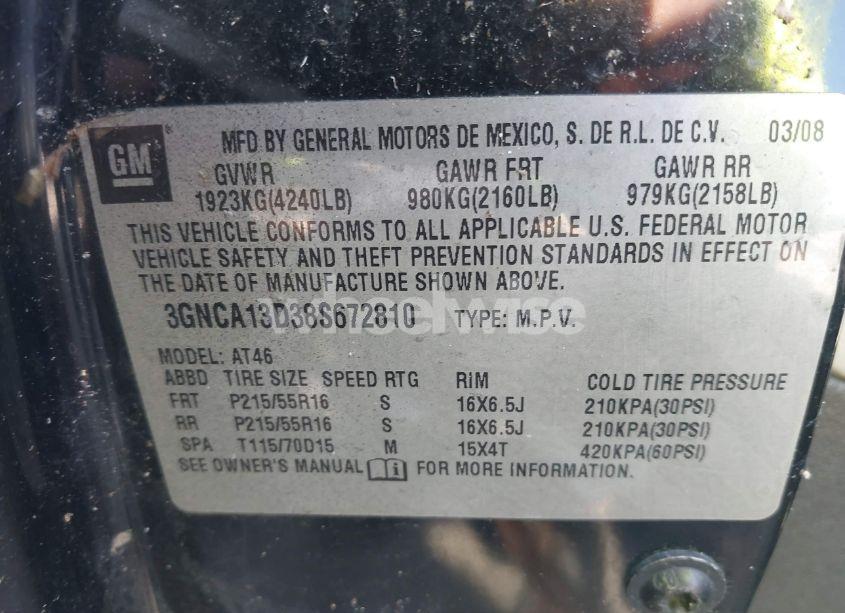 GM
MFD BY GENERAL MOTORS DE MEXICO, S. DE R.L. DE C.V. 03/08
GVWR GAWR FRT GAWR RR
1923KG(4240LB) 980KG(2160LB) 979KG(2158LB)
THIS VEHICLE CONFORMS TO ALL APPLICABLE U.S. FEDERAL MOTOR
VEHICLE SAFETY AND THEFT PREVENTION STANDARDS IN EFFECT ON
THE DATE OF MANUFACTURE SHOWN ABOVE.
wheelwise
3GNCA13D38S672810 TYPE: M.P.V.
MODEL: AT46
ABBD TIRE SIZE SPEED RTG RIM COLD TIRE PRESSURE
FRT P215/55R16 S 16X6.5J 210KPA(30PSI)
RR P215/55R16 S 16X6.5J 210KPA(30PSI)
SPA T115/70D15 M 15X4T 420KPA(60PSI)
SEE OWNER'S MANUAL FOR MORE INFORMATION.